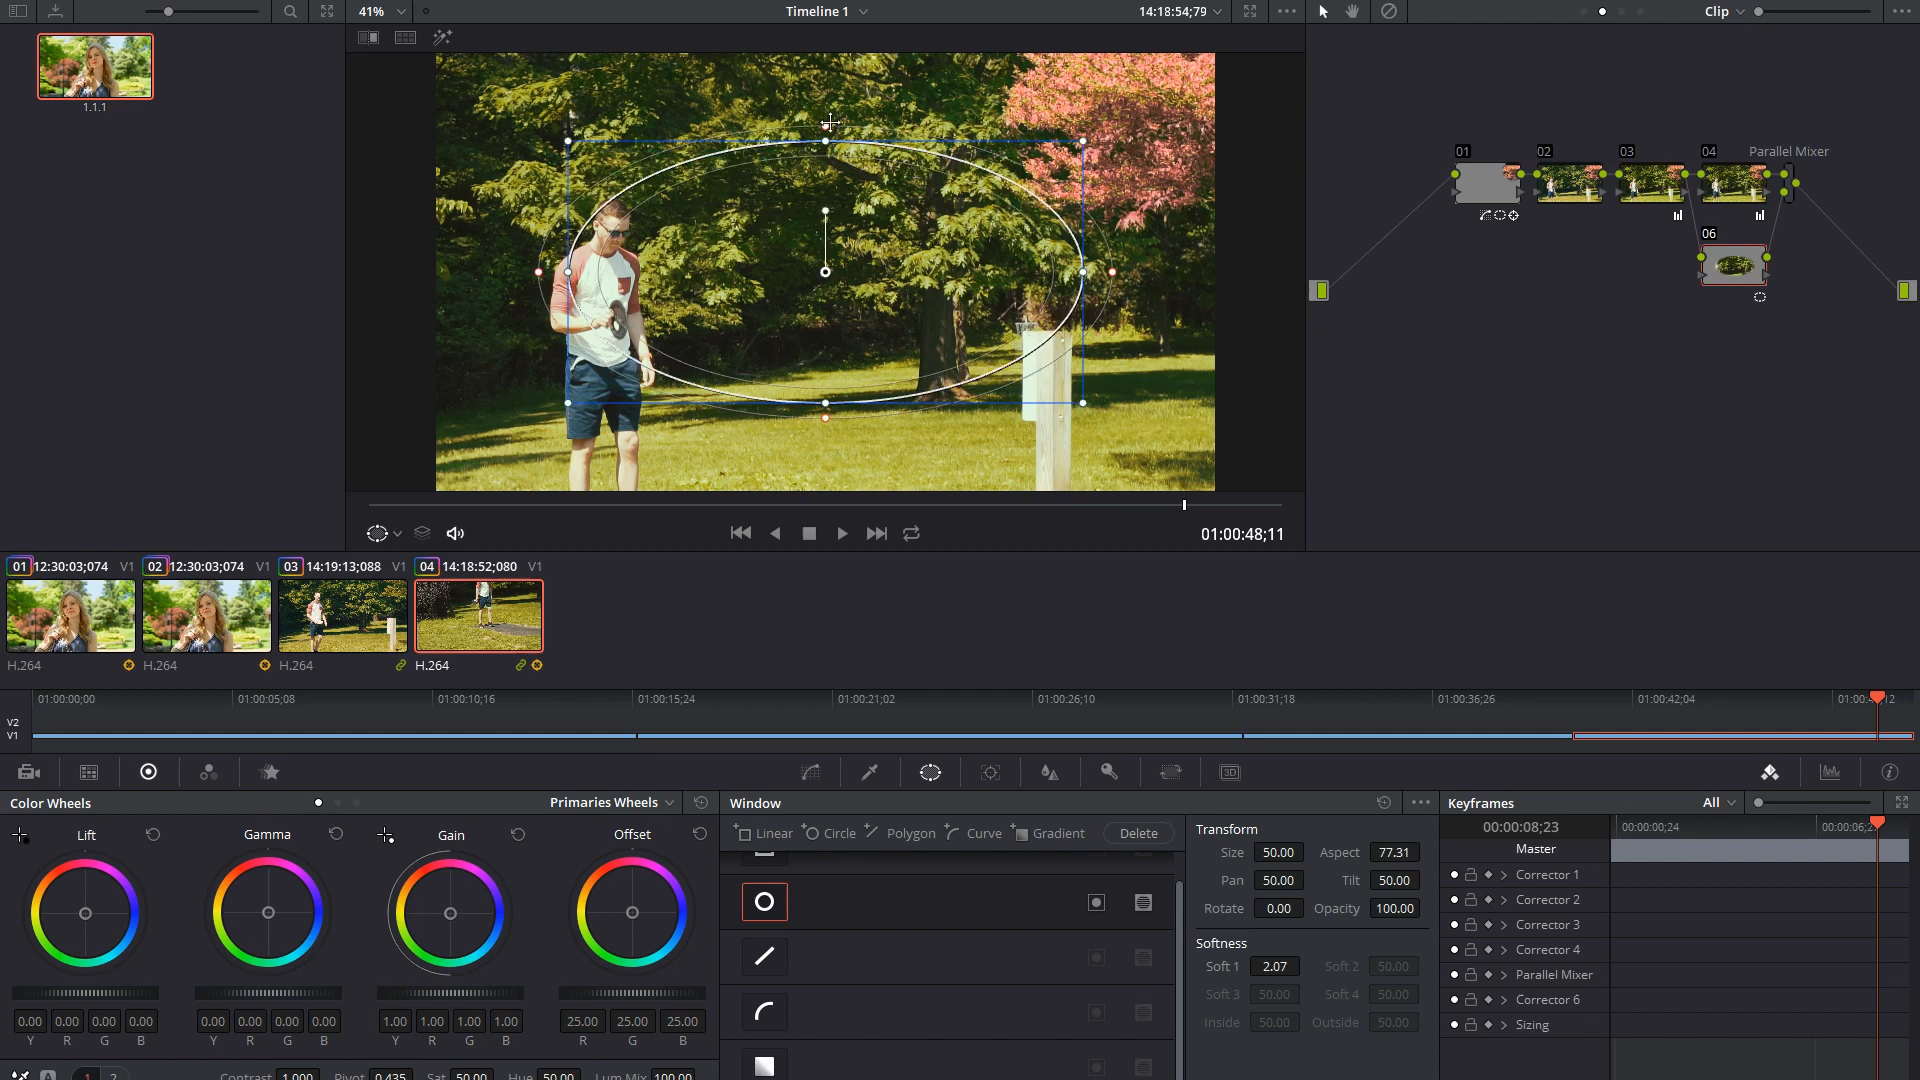 41%
Timeline 1
14:18:54;79
Clip
1.1.1
01
02
03
04
Parallel Mixer
06
01:00:48;11
01 12:30:03;074 V1
02 12:30:03;074 V1
03 14:19:13;088 V1
04 14:18:52;080 V1
H.264
H.264
H.264
H.264
01:00:00;00
01:00:05;08
01:00:10;16
01:00:15;24
01:00:21;02
01:00:26;10
01:00:31;18
01:00:36;26
01:00:42;04
V2
V1
3D
Color Wheels
Primaries Wheels
Window
Keyframes
All
Lift
Gamma
Gain
Offset
Linear Circle Polygon Curve Gradient Delete
Transform
Size 50.00 Aspect 77.31
Pan 50.00 Tilt 50.00
Rotate 0.00 Opacity 100.00
Softness
Soft 1 2.07 Soft 2 50.00
Soft 3 50.00 Soft 4 50.00
Inside 50.00 Outside 50.00
00:00:08;23
00:00:00;24
Master
Corrector 1
Corrector 2
Corrector 3
Corrector 4
Parallel Mixer
Corrector 6
Sizing
0.00 0.00 0.00 0.00
Y R G B
0.00 0.00 0.00 0.00
Y R G B
1.00 1.00 1.00 1.00
Y R G B
25.00 25.00 25.00
R G B
A 1 2 Contrast 1.000 Pivot 0.435 Sat 50.00 Hue 50.00 Lum Mix 100.00